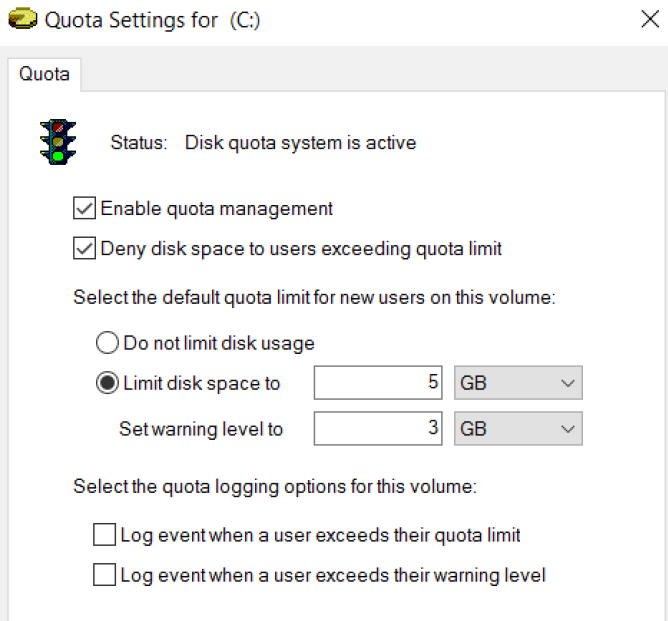 Quota Settings for (C:)
Quota
Status: Disk quota system is active
Enable quota management
Deny disk space to users exceeding quota limit
Select the default quota limit for new users on this volume:
Do not limit disk usage
Limit disk space to 5 GB
Set warning level to 3 GB
Select the quota logging options for this volume:
Log event when a user exceeds their quota limit
Log event when a user exceeds their warning level